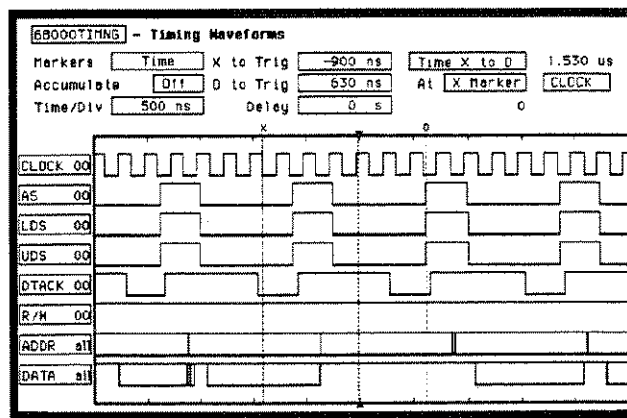 68000TIMNG - Timing Waveforms
Markers Time X to Trig -900 ns Time X to O 1.530 us
Accumulate Off O to Trig 630 ns At X Marker CLOCK
Time/Div 500 ns Delay 0 s 0
X O
CLOCK 00
AS 00
LDS 00
UDS 00
DTACK 00
R/W 00
ADDR all
DATA all